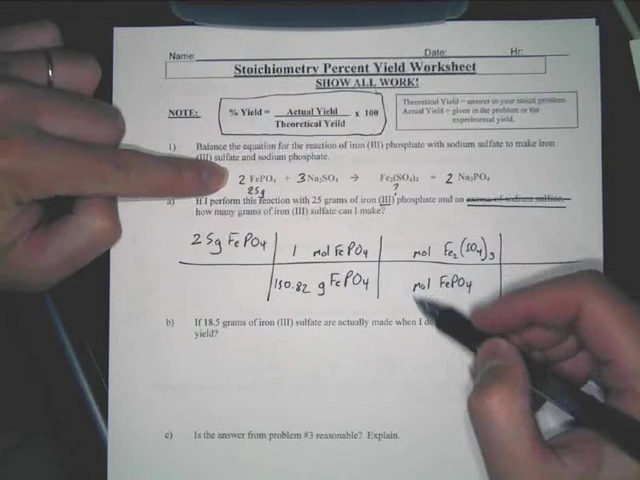 Name: Date: Hr:
Stoichiometry Percent Yield Worksheet
SHOW ALL WORK!
NOTE: % Yield = Actual Yield x 100
Theoretical Yeild
Theoretical Yield = answer to your stoich problem.
Actual Yield = given in the problem or the
experimental yield.
1) Balance the equation for the reaction of iron (III) phosphate with sodium sulfate to make iron
(III) sulfate and sodium phosphate.
2 FePO₄ + 3 Na₂SO₄ → Fe₂(SO₄)₃ + 2 Na₃PO₄
25g ?
a) If I perform this reaction with 25 grams of iron (III) phosphate and an excess of sodium sulfate,
how many grams of iron (III) sulfate can I make?
25g FePO₄ 1 mol FePO₄ mol Fe₂(SO₄)₃
150.82 g FePO₄ mol FePO₄
b) If 18.5 grams of iron (III) sulfate are actually made when I do
yield?
c) Is the answer from problem #3 reasonable? Explain.